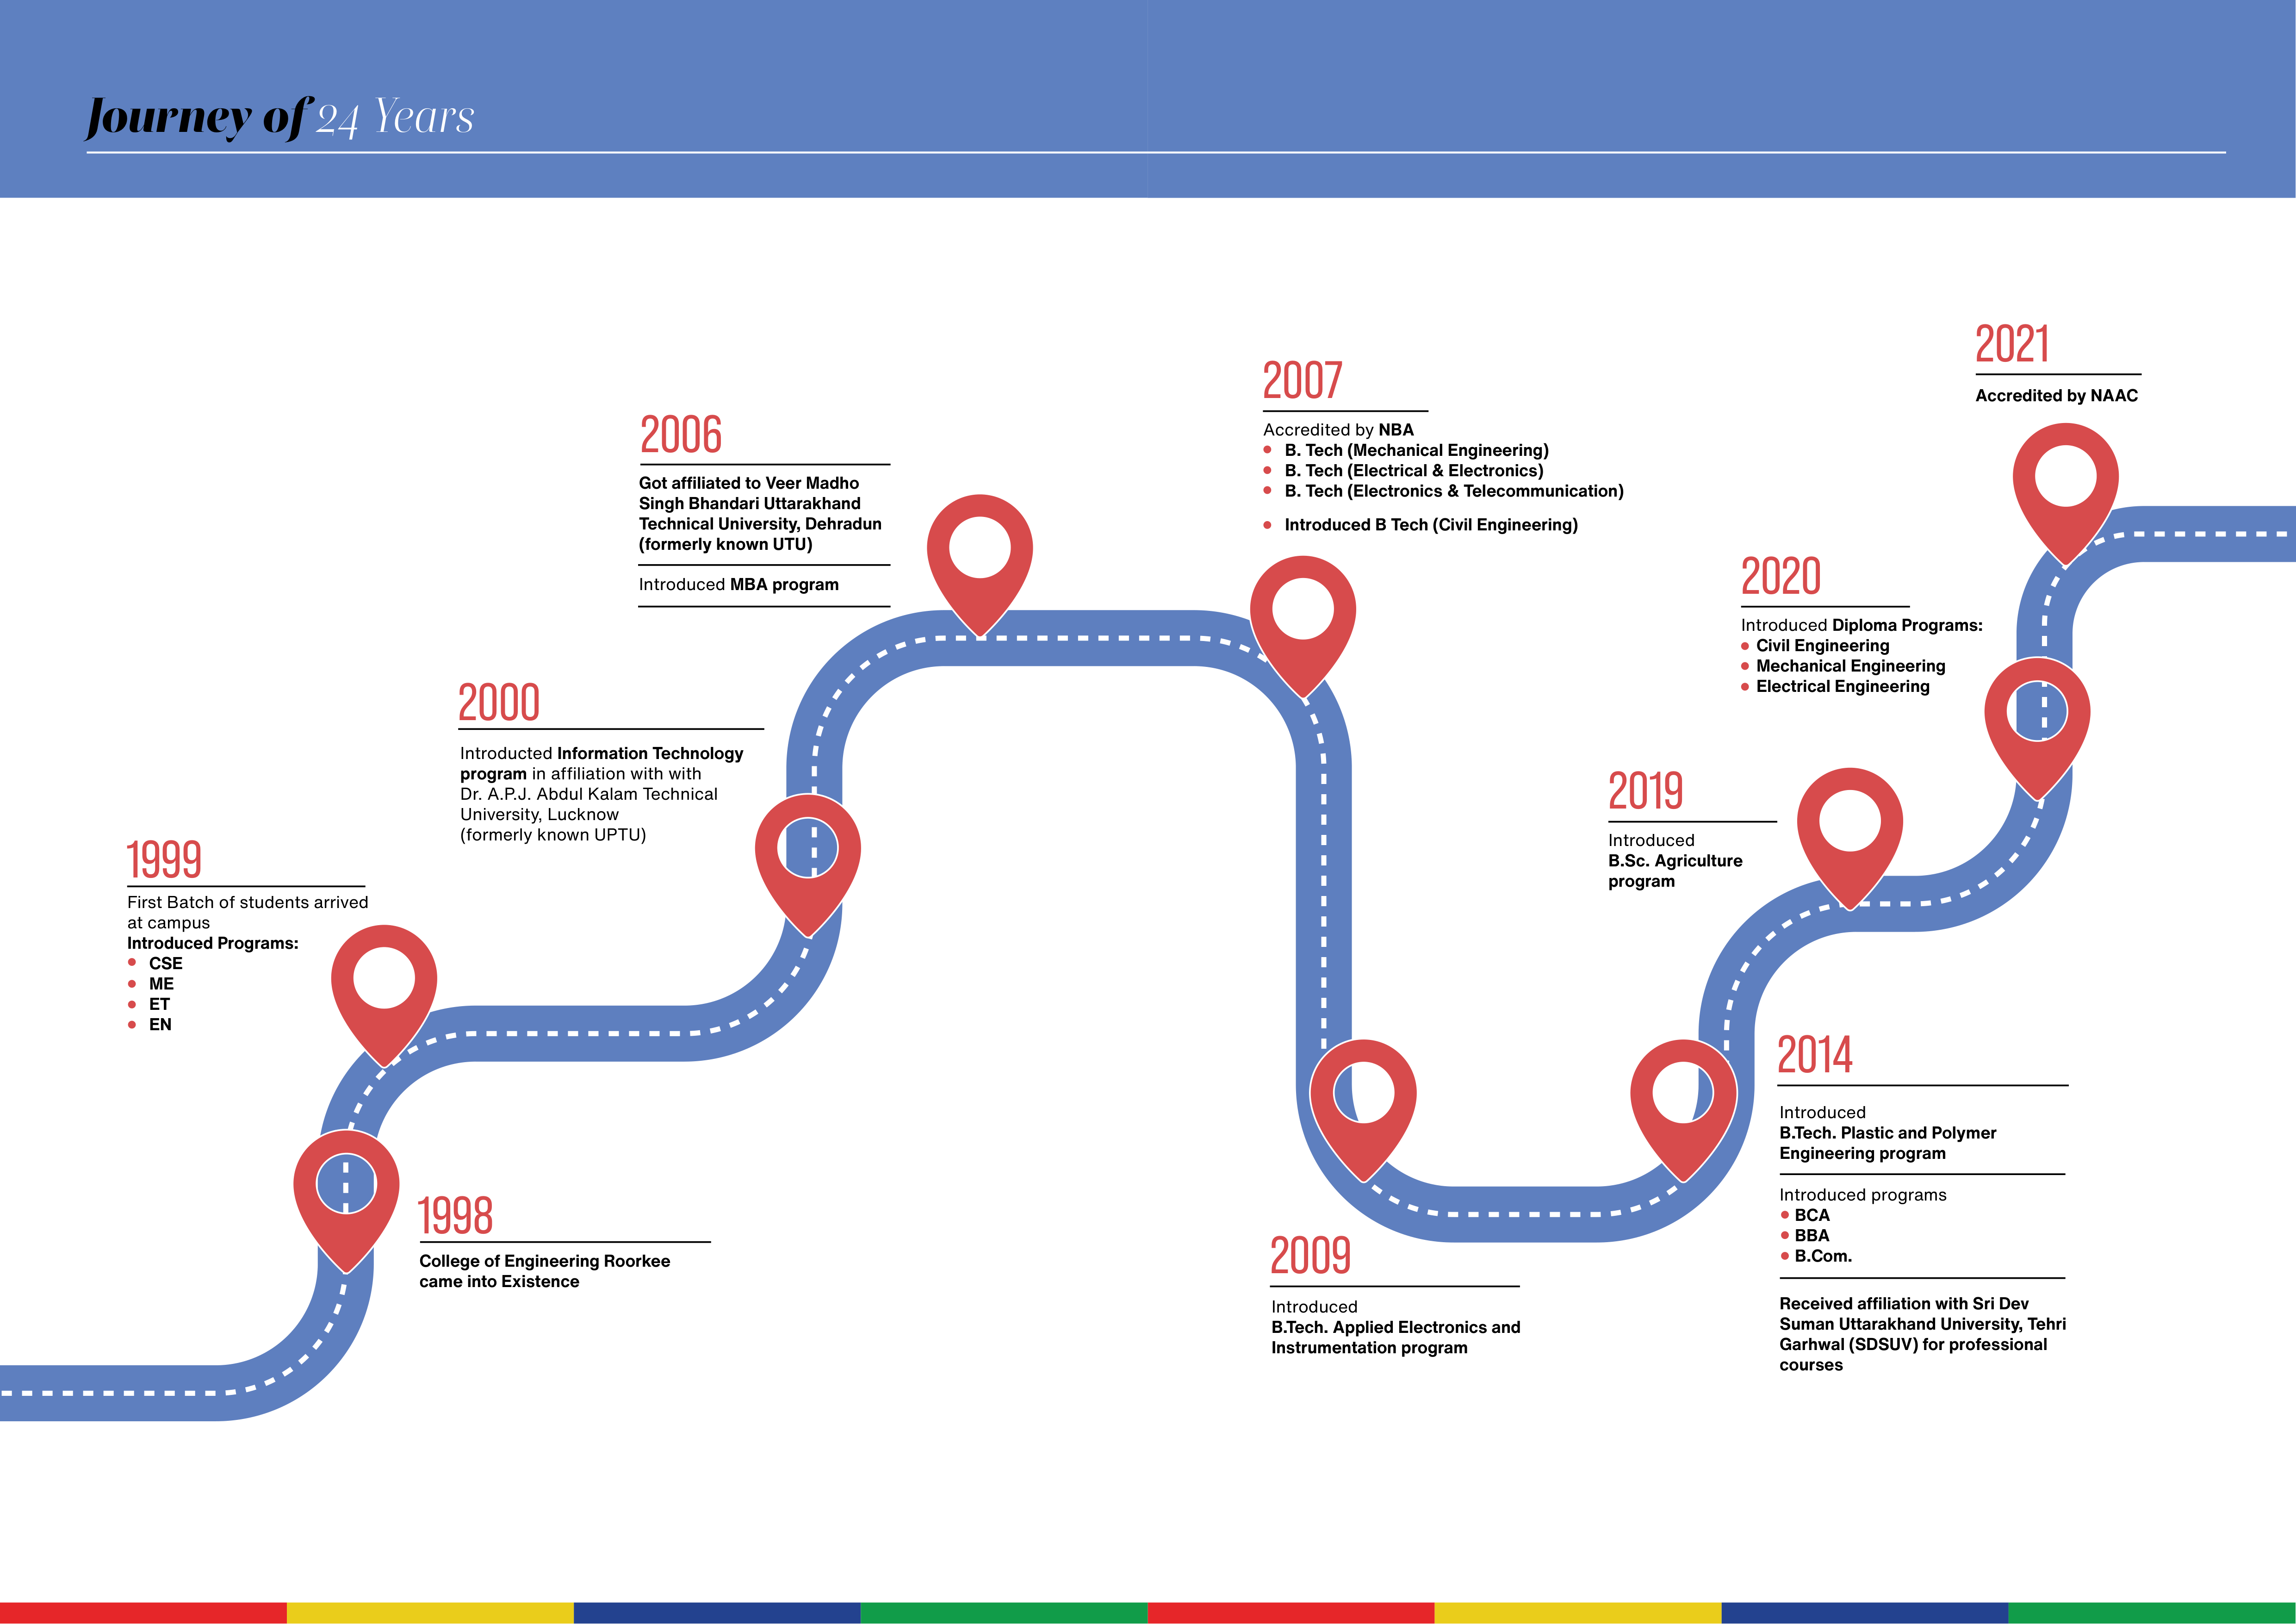 Journey of 24 Years
1998
College of Engineering Roorkee
came into Existence
1999
First Batch of students arrived
at campus
Introduced Programs:
CSE
ME
ET
EN
2000
Introducted Information Technology
program in affiliation with with
Dr. A.P.J. Abdul Kalam Technical
University, Lucknow
(formerly known UPTU)
2006
Got affiliated to Veer Madho
Singh Bhandari Uttarakhand
Technical University, Dehradun
(formerly known UTU)
Introduced MBA program
2007
Accredited by NBA
B. Tech (Mechanical Engineering)
B. Tech (Electrical & Electronics)
B. Tech (Electronics & Telecommunication)
Introduced B Tech (Civil Engineering)
2009
Introduced
B.Tech. Applied Electronics and
Instrumentation program
2014
Introduced
B.Tech. Plastic and Polymer
Engineering program
Introduced programs
BCA
BBA
B.Com.
Received affiliation with Sri Dev
Suman Uttarakhand University, Tehri
Garhwal (SDSUV) for professional
courses
2019
Introduced
B.Sc. Agriculture
program
2020
Introduced Diploma Programs:
Civil Engineering
Mechanical Engineering
Electrical Engineering
2021
Accredited by NAAC